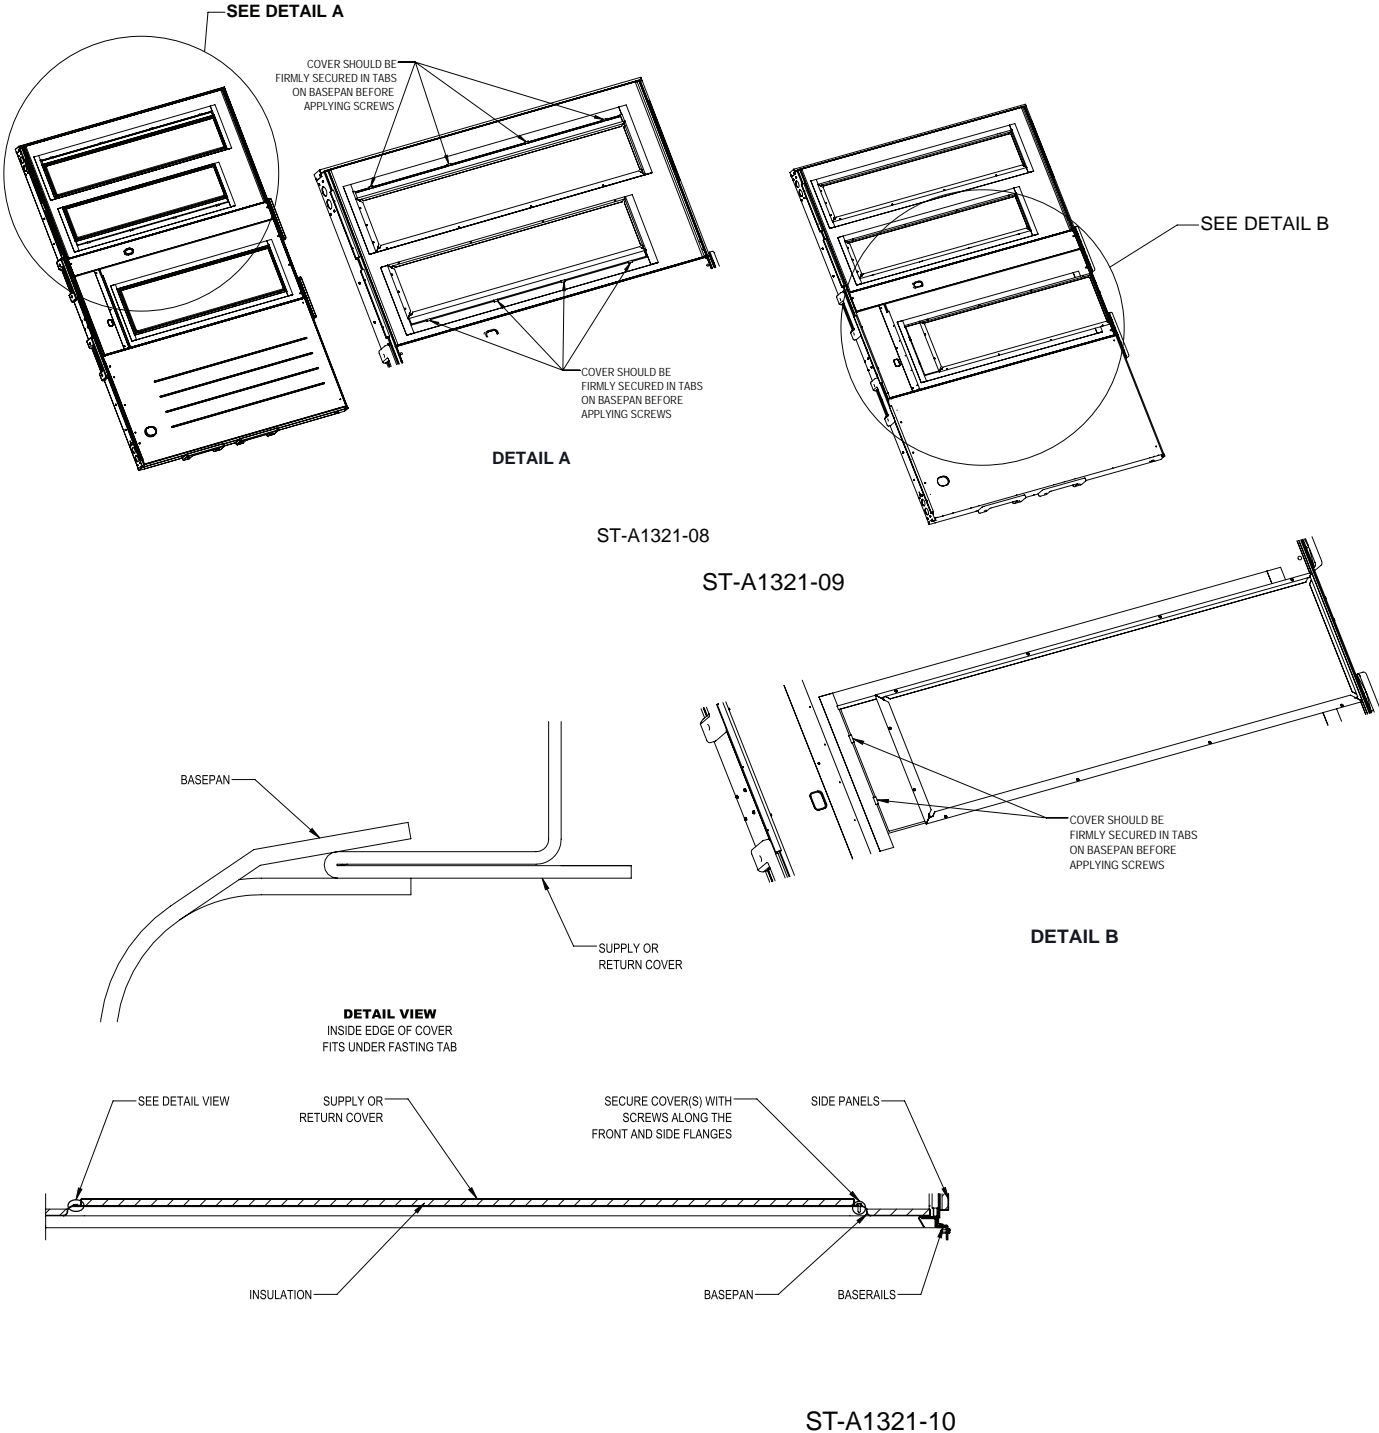 SEE DETAIL A
COVER SHOULD BE
FIRMLY SECURED IN TABS
ON BASEPAN BEFORE
APPLYING SCREWS
SEE DETAIL B
COVER SHOULD BE
FIRMLY SECURED IN TABS
ON BASEPAN BEFORE
APPLYING SCREWS
DETAIL A
ST-A1321-08
ST-A1321-09
BASEPAN
COVER SHOULD BE
FIRMLY SECURED IN TABS
ON BASEPAN BEFORE
APPLYING SCREWS
DETAIL B
SUPPLY OR
RETURN COVER
DETAIL VIEW
INSIDE EDGE OF COVER
FITS UNDER FASTING TAB
SEE DETAIL VIEW
SUPPLY OR
RETURN COVER
SECURE COVER(S) WITH
SCREWS ALONG THE
FRONT AND SIDE FLANGES
SIDE PANELS
INSULATION
BASEPAN
BASERAILS
ST-A1321-10